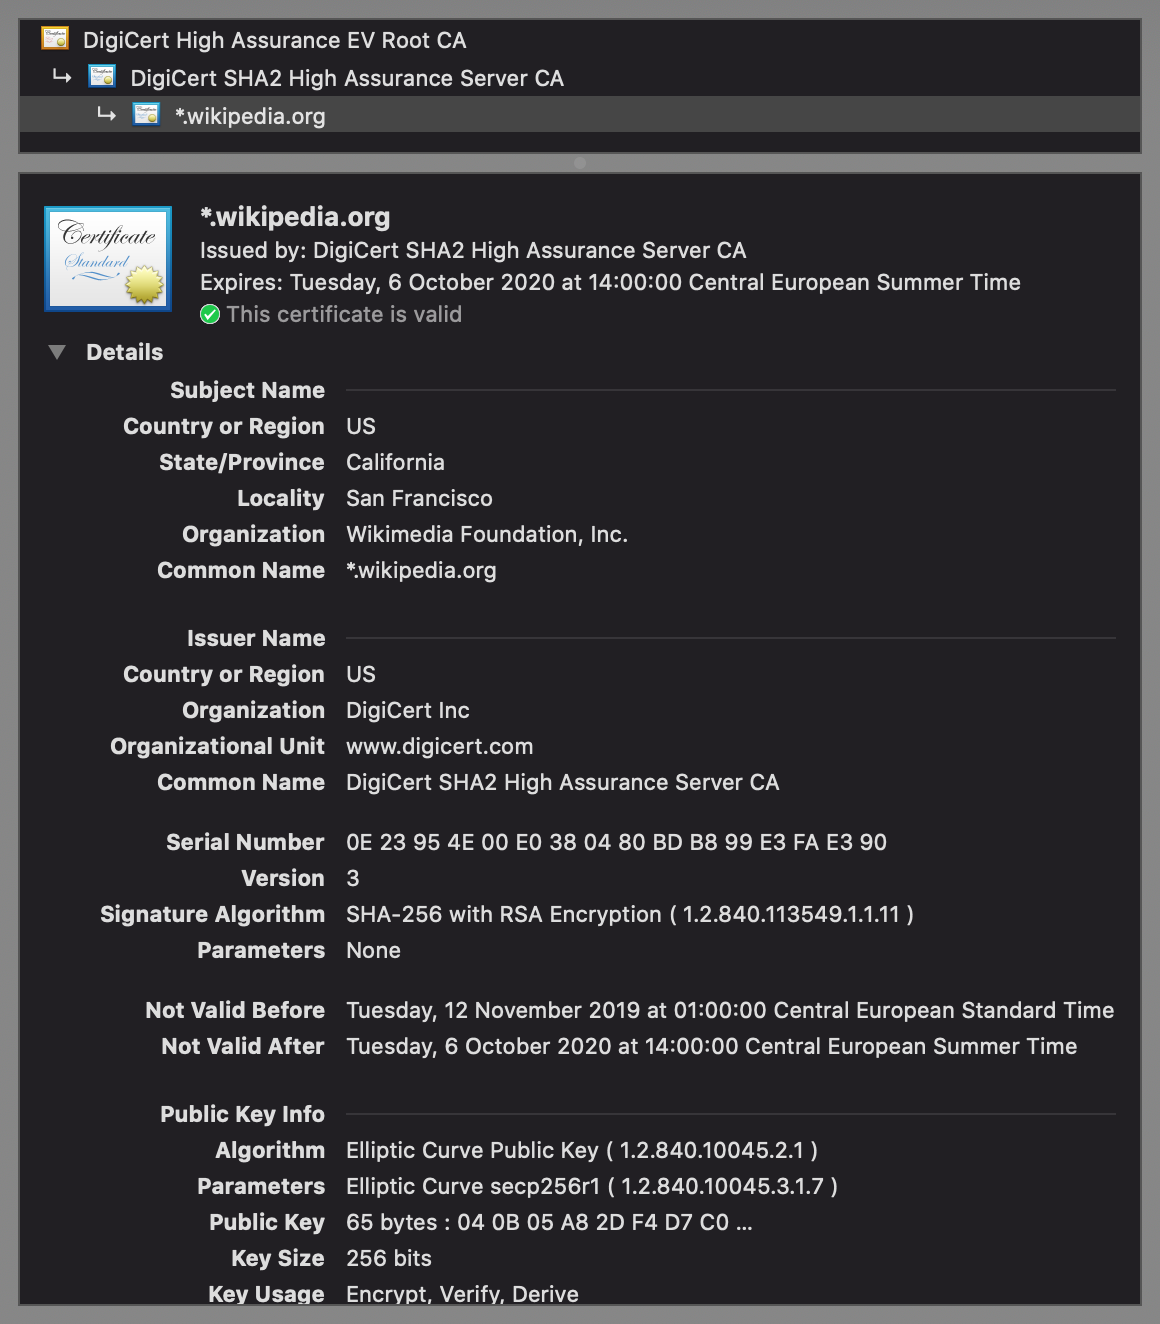 DigiCert High Assurance EV Root CA
DigiCert SHA2 High Assurance Server CA
*.wikipedia.org
Certificate
Standard
*.wikipedia.org
Issued by: DigiCert SHA2 High Assurance Server CA
Expires: Tuesday, 6 October 2020 at 14:00:00 Central European Summer Time
This certificate is valid
Details
Subject Name
Country or Region US
State/Province California
Locality San Francisco
Organization Wikimedia Foundation, Inc.
Common Name *.wikipedia.org
Issuer Name
Country or Region US
Organization DigiCert Inc
Organizational Unit www.digicert.com
Common Name DigiCert SHA2 High Assurance Server CA
Serial Number 0E 23 95 4E 00 E0 38 04 80 BD B8 99 E3 FA E3 90
Version 3
Signature Algorithm SHA-256 with RSA Encryption ( 1.2.840.113549.1.1.11 )
Parameters None
Not Valid Before Tuesday, 12 November 2019 at 01:00:00 Central European Standard Time
Not Valid After Tuesday, 6 October 2020 at 14:00:00 Central European Summer Time
Public Key Info
Algorithm Elliptic Curve Public Key ( 1.2.840.10045.2.1 )
Parameters Elliptic Curve secp256r1 ( 1.2.840.10045.3.1.7 )
Public Key 65 bytes : 04 0B 05 A8 2D F4 D7 C0 ...
Key Size 256 bits
Key Usage Encrypt, Verify, Derive